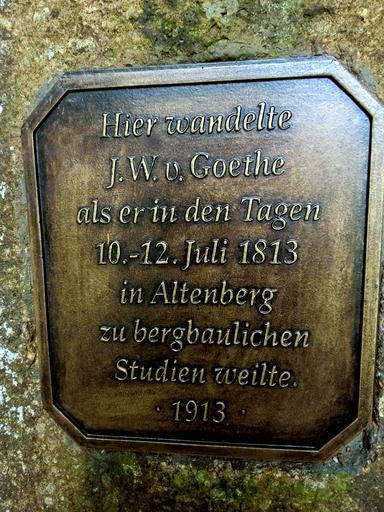 Hier wandelte
J. W. v. Goethe
als er in den Tagen
10.-12. Juli 1813
in Altenberg
zu bergbaulichen
Studien weilte.
· 1913 ·